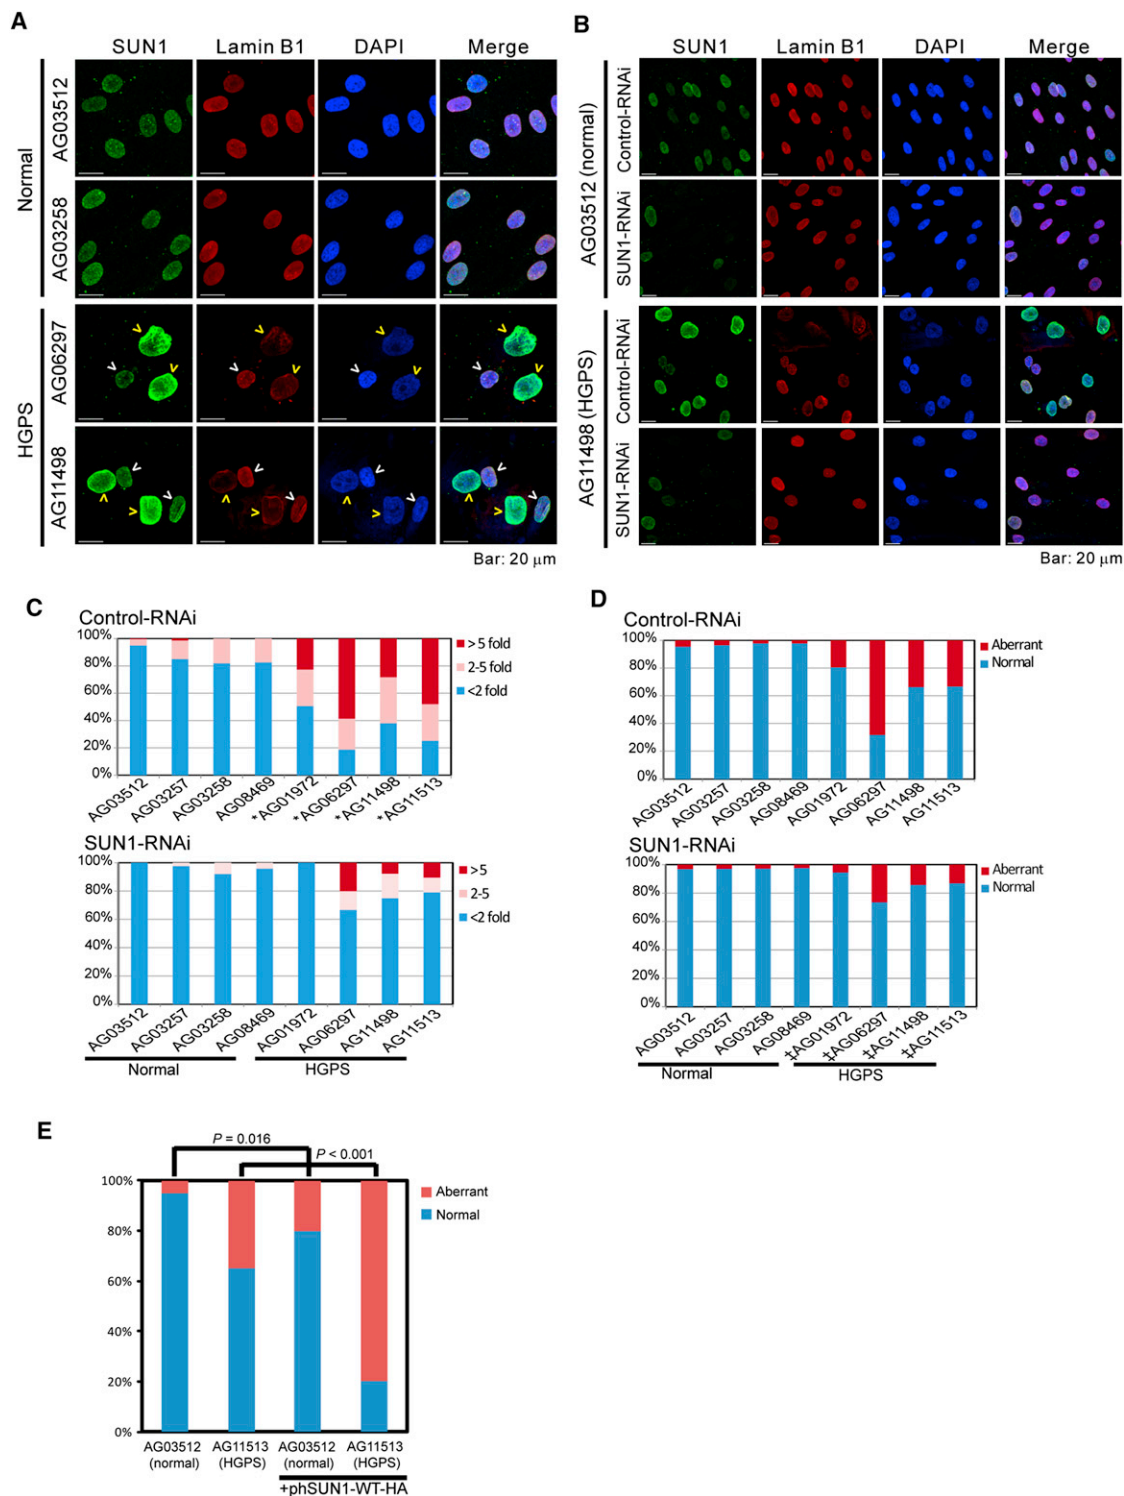 A
SUN1 Lamin B1 DAPI Merge
Normal
AG03512
AG03258
HGPS
AG06297
AG11498
Bar: 20 μm
B
SUN1 Lamin B1 DAPI Merge
AG03512 (normal)
Control-RNAi
SUN1-RNAi
AG11498 (HGPS)
Control-RNAi
SUN1-RNAi
Bar: 20 μm
C
Control-RNAi
100%
80%
60%
40%
20%
0%
> 5 fold
2-5 fold
<2 fold
AG03512
AG03257
AG03258
AG08469
*AG01972
*AG06297
*AG11498
*AG11513
SUN1-RNAi
100%
80%
60%
40%
20%
0%
>5
2-5
<2 fold
AG03512
AG03257
AG03258
AG08469
AG01972
AG06297
AG11498
AG11513
Normal HGPS
D
Control-RNAi
100%
80%
60%
40%
20%
0%
Aberrant
Normal
AG03512
AG03257
AG03258
AG08469
AG01972
AG06297
AG11498
AG11513
SUN1-RNAi
100%
80%
60%
40%
20%
0%
Aberrant
Normal
AG03512
AG03257
AG03258
AG08469
‡AG01972
‡AG06297
‡AG11498
‡AG11513
Normal HGPS
E
P = 0.016
P < 0.001
100%
80%
60%
40%
20%
0%
Aberrant
Normal
AG03512 AG11513 AG03512 AG11513
(normal) (HGPS) (normal) (HGPS)
+phSUN1-WT-HA